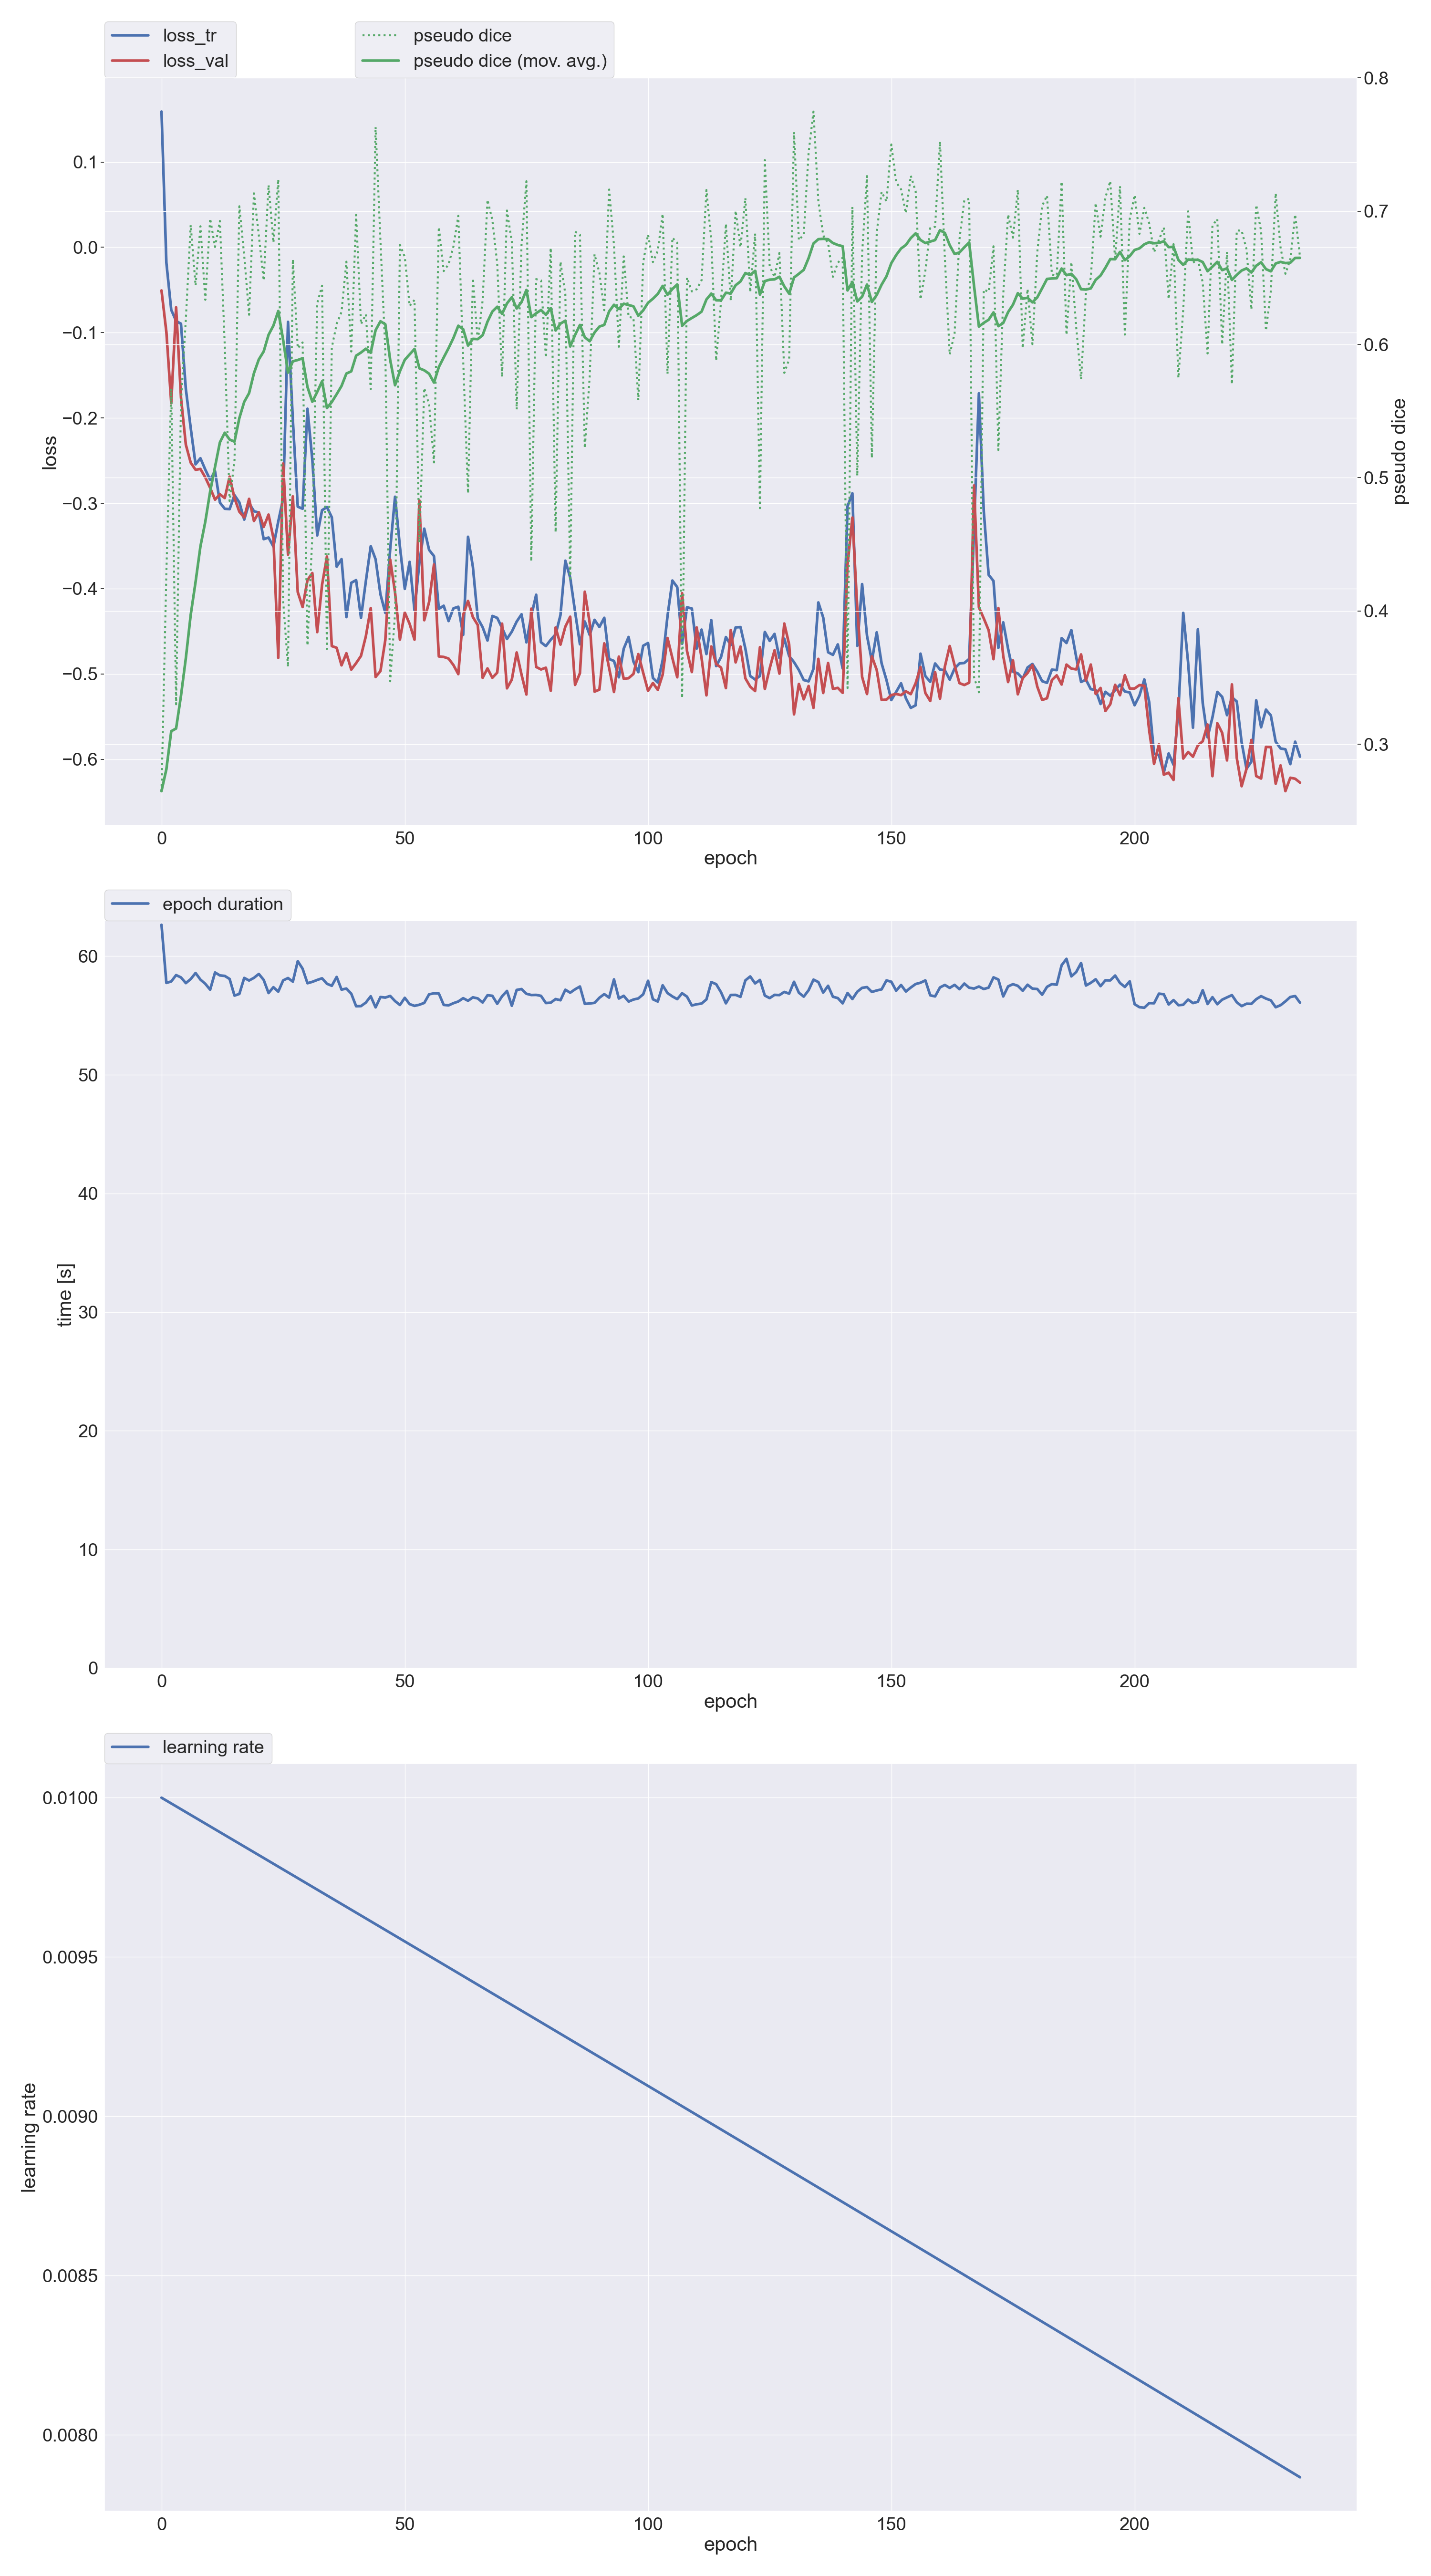 loss_tr
loss_val
pseudo dice
pseudo dice (mov. avg.)
0.1
0.0
−0.1
−0.2
−0.3
−0.4
−0.5
−0.6
loss
0.8
0.7
0.6
0.5
0.4
0.3
pseudo dice
0 50 100 150 200
epoch
epoch duration
60
50
40
30
20
10
0
time [s]
0 50 100 150 200
epoch
learning rate
0.0100
0.0095
0.0090
0.0085
0.0080
learning rate
0 50 100 150 200
epoch